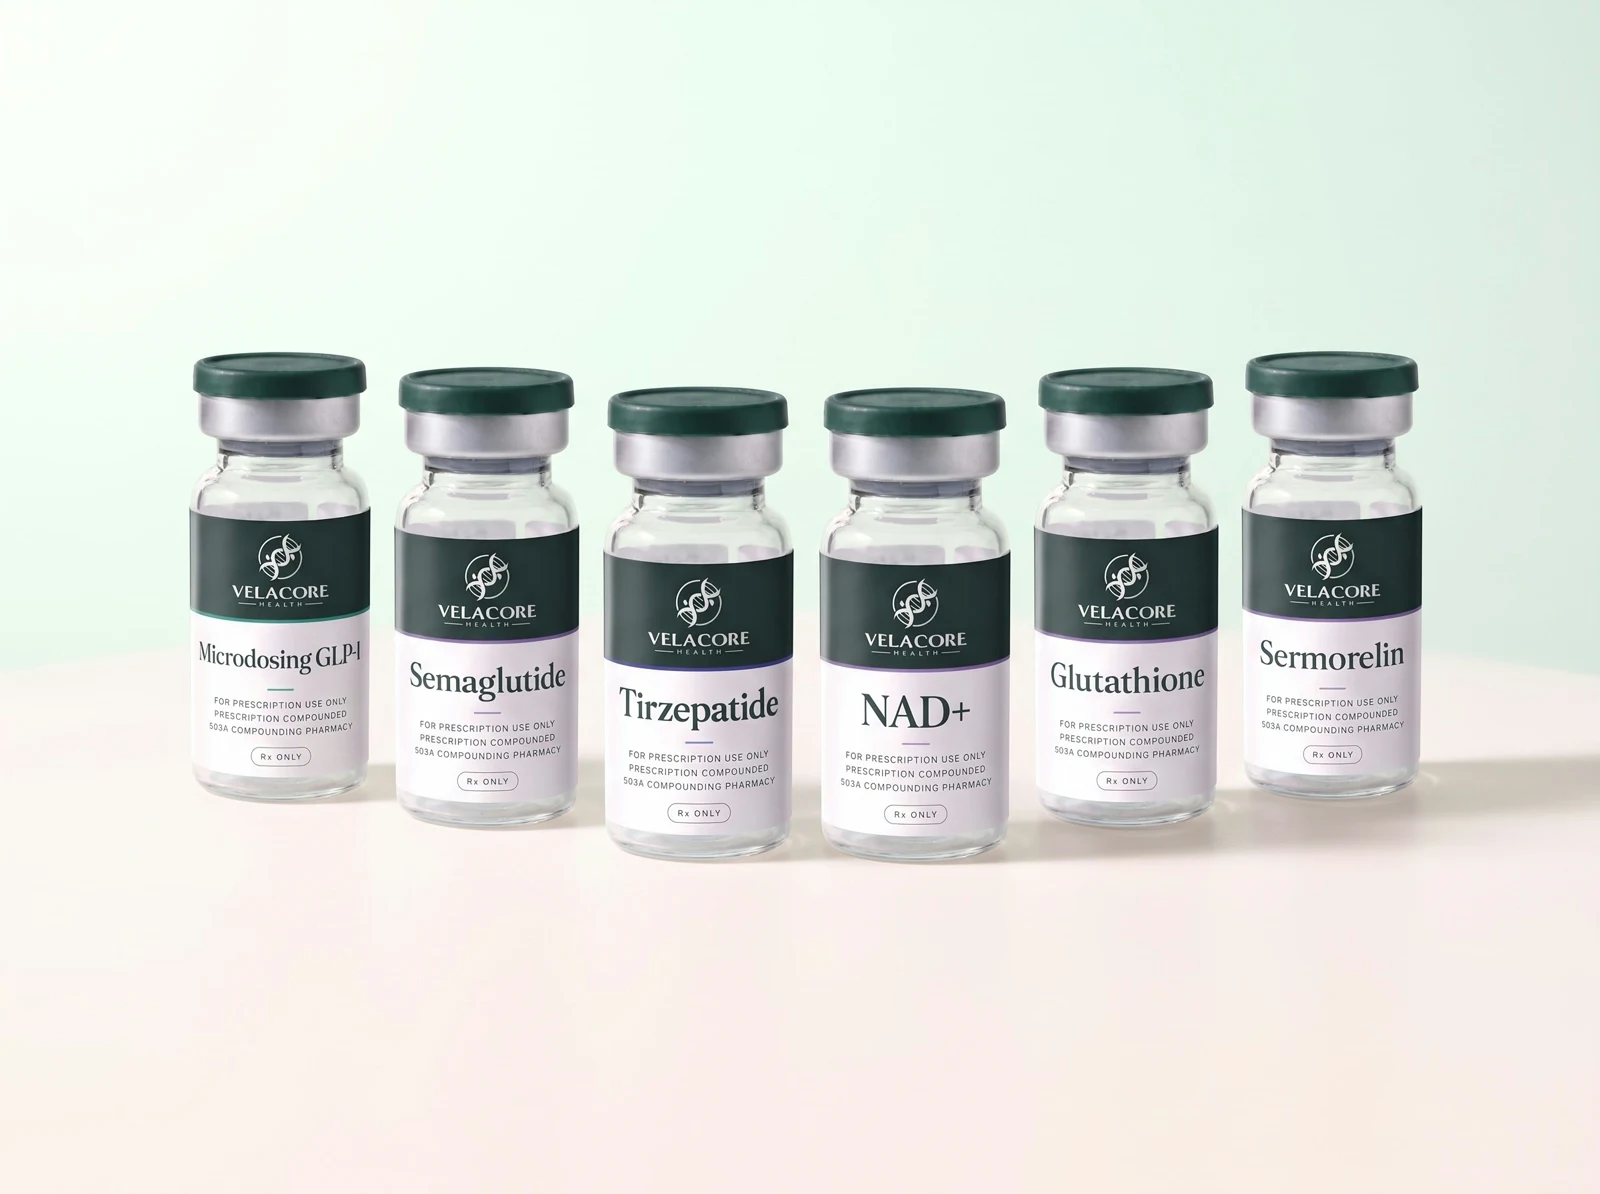 VELACORE
HEALTH
Microdosing GLP-1
FOR PRESCRIPTION USE ONLY
PRESCRIPTION COMPOUNDED
503A COMPOUNDING PHARMACY
Rx ONLY
VELACORE
HEALTH
Semaglutide
FOR PRESCRIPTION USE ONLY
PRESCRIPTION COMPOUNDED
503A COMPOUNDING PHARMACY
Rx ONLY
VELACORE
HEALTH
Tirzepatide
FOR PRESCRIPTION USE ONLY
PRESCRIPTION COMPOUNDED
503A COMPOUNDING PHARMACY
Rx ONLY
VELACORE
HEALTH
NAD+
FOR PRESCRIPTION USE ONLY
PRESCRIPTION COMPOUNDED
503A COMPOUNDING PHARMACY
Rx ONLY
VELACORE
HEALTH
Glutathione
FOR PRESCRIPTION USE ONLY
PRESCRIPTION COMPOUNDED
503A COMPOUNDING PHARMACY
Rx ONLY
VELACORE
HEALTH
Sermorelin
FOR PRESCRIPTION USE ONLY
PRESCRIPTION COMPOUNDED
503A COMPOUNDING PHARMACY
Rx ONLY